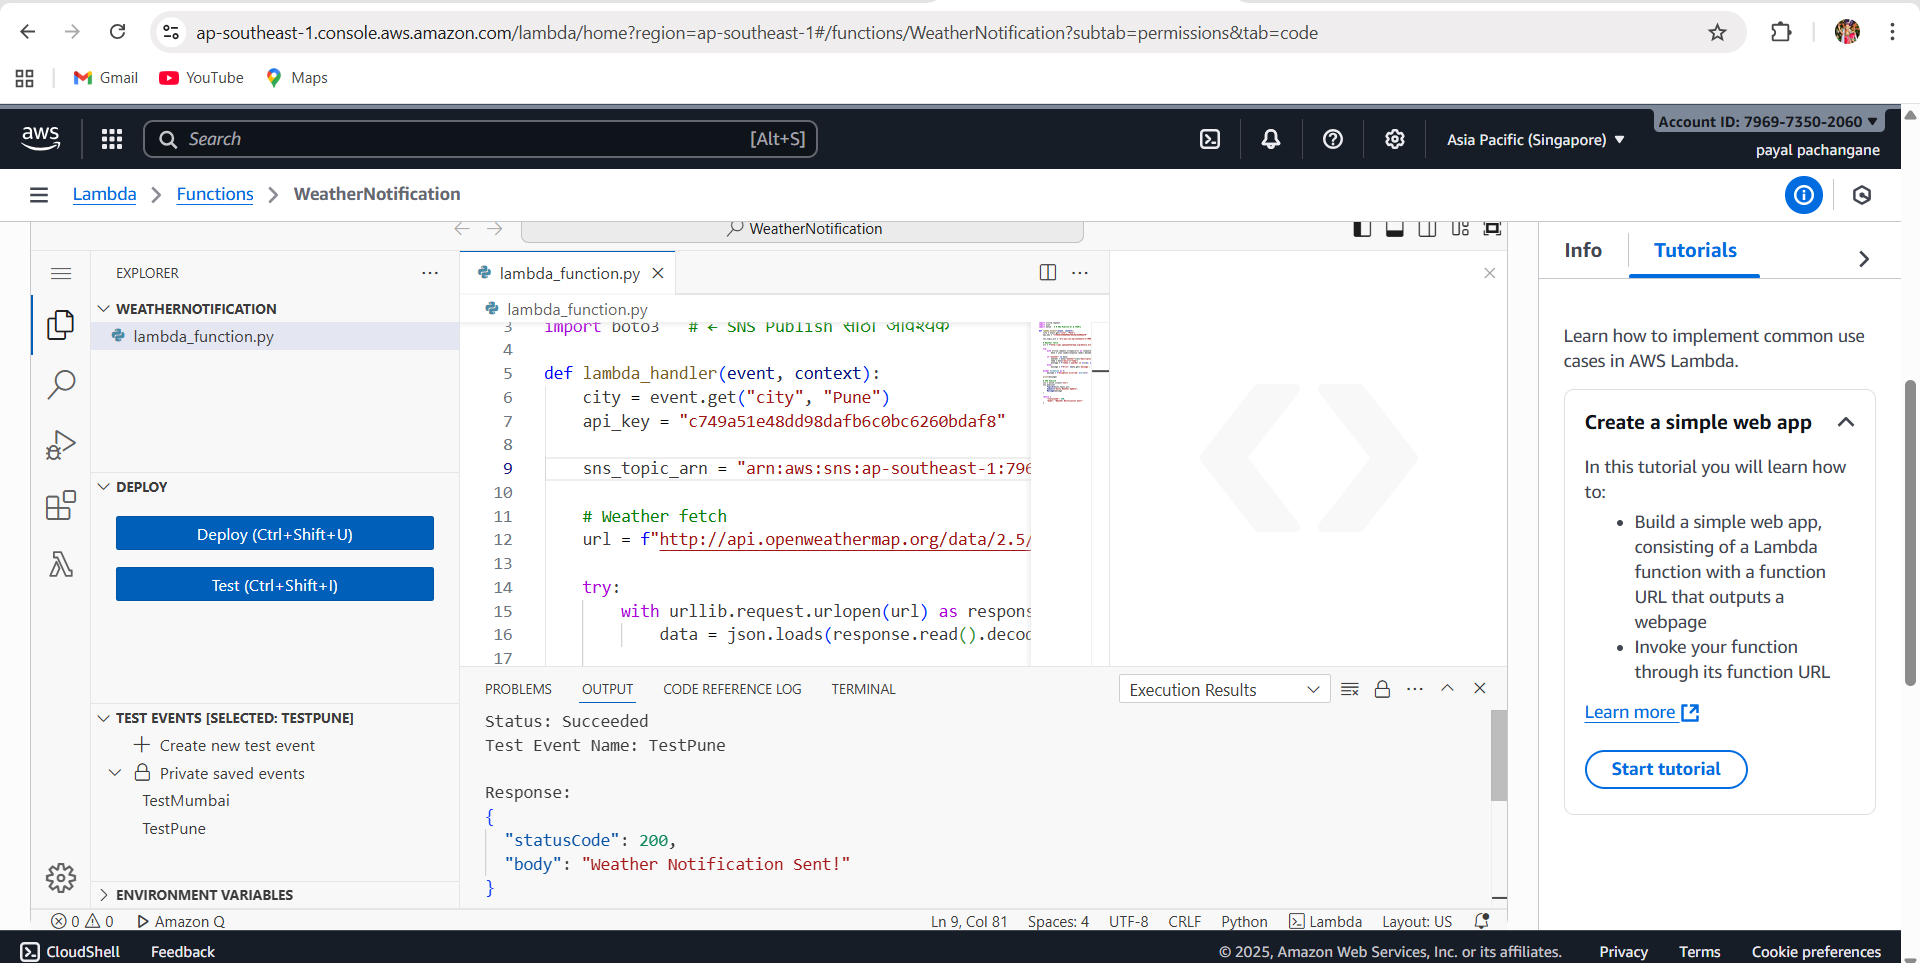 ap-southeast-1.console.aws.amazon.com/lambda/home?region=ap-southeast-1#/functions/WeatherNotification?subtab=permissions&tab=code
Gmail
YouTube
Maps
aws
Search
[Alt+S]
Asia Pacific (Singapore)
Account ID: 7969-7350-2060
payal pachangane
Lambda
Functions
WeatherNotification
WeatherNotification
EXPLORER
WEATHERNOTIFICATION
lambda_function.py
DEPLOY
Deploy (Ctrl+Shift+U)
Test (Ctrl+Shift+I)
TEST EVENTS [SELECTED: TESTPUNE]
Create new test event
Private saved events
TestMumbai
TestPune
ENVIRONMENT VARIABLES
lambda_function.py
lambda_function.py
3 import boto3 # ← SNS Publish साठी आवश्यक
4
5 def lambda_handler(event, context):
6 city = event.get("city", "Pune")
7 api_key = "c749a51e48dd98dafb6c0bc6260bdaf8"
8
9 sns_topic_arn = "arn:aws:sns:ap-southeast-1:796
10
11 # Weather fetch
12 url = f"http://api.openweathermap.org/data/2.5/
13
14 try:
15 with urllib.request.urlopen(url) as respons
16 data = json.loads(response.read().decod
17
PROBLEMS
OUTPUT
CODE REFERENCE LOG
TERMINAL
Execution Results
Status: Succeeded
Test Event Name: TestPune
Response:
{
"statusCode": 200,
"body": "Weather Notification Sent!"
}
Info
Tutorials
Learn how to implement common use
cases in AWS Lambda.
Create a simple web app
In this tutorial you will learn how
to:
• Build a simple web app,
consisting of a Lambda
function with a function
URL that outputs a
webpage
• Invoke your function
through its function URL
Learn more
Start tutorial
0
0
Amazon Q
Ln 9, Col 81
Spaces: 4
UTF-8
CRLF
Python
Lambda
Layout: US
CloudShell
Feedback
© 2025, Amazon Web Services, Inc. or its affiliates.
Privacy
Terms
Cookie preferences